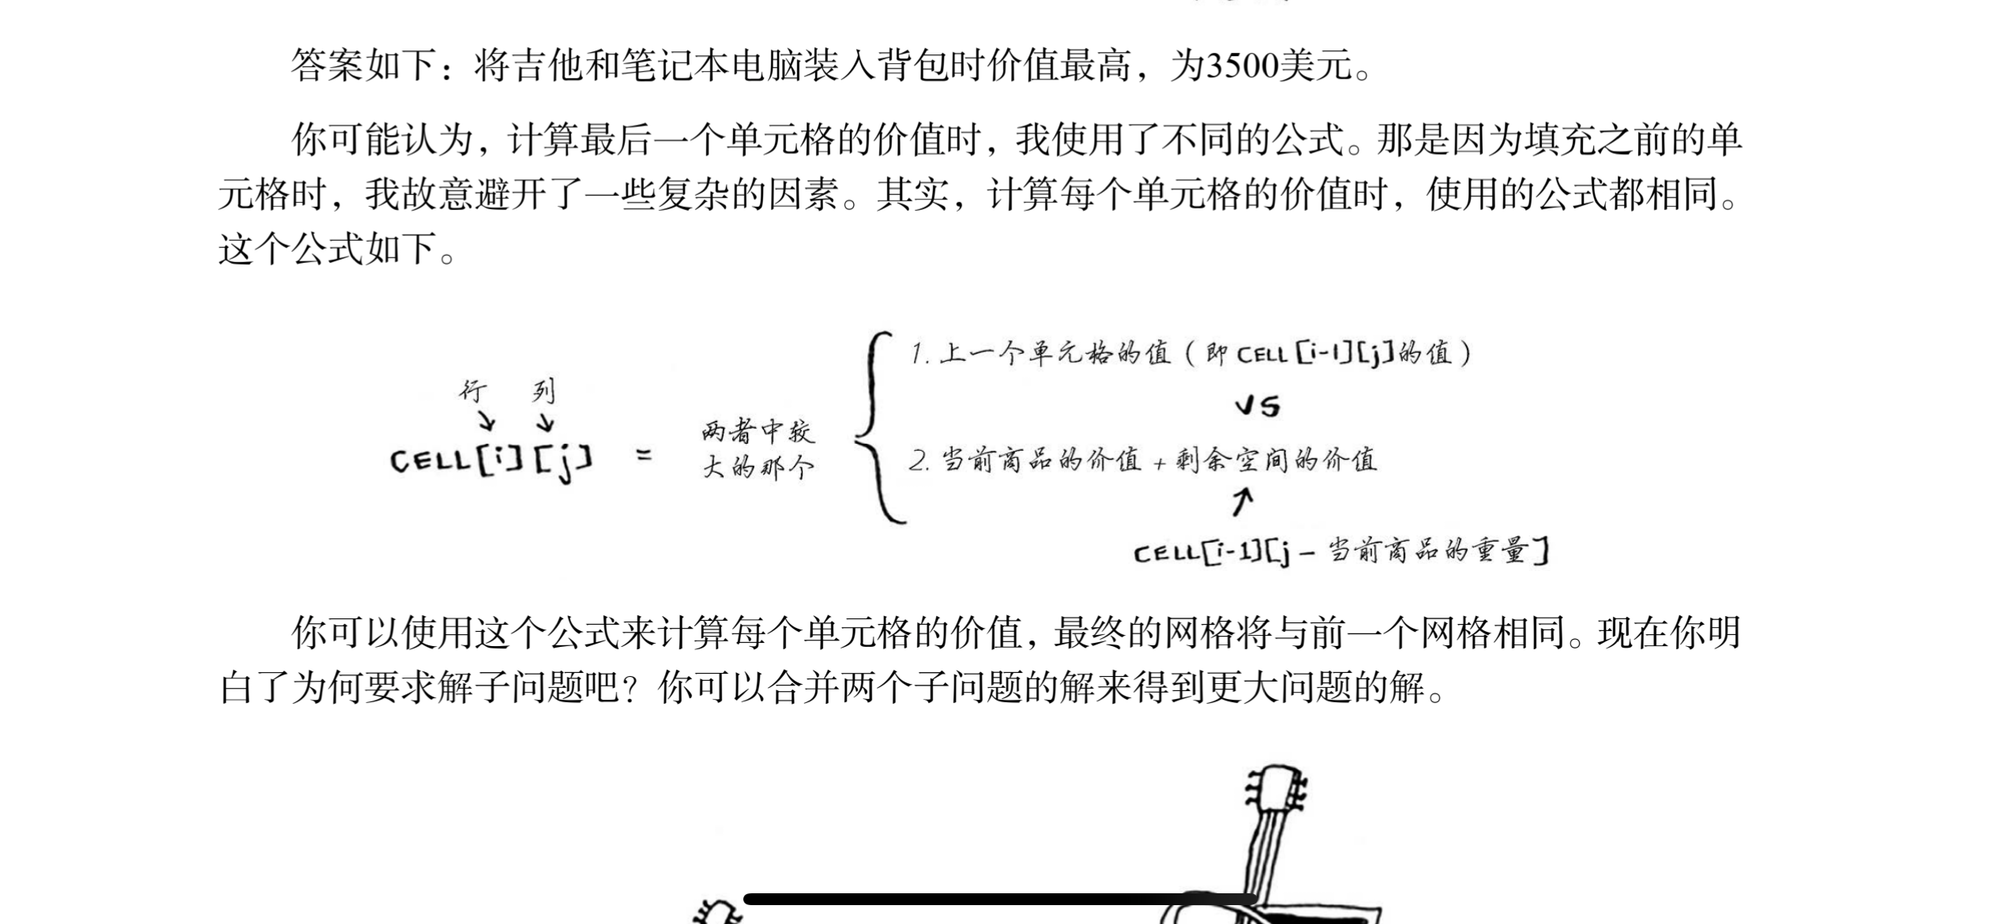 答案如下：将吉他和笔记本电脑装入背包时价值最高，为3500美元。
你可能认为，计算最后一个单元格的价值时，我使用了不同的公式。那是因为填充之前的单
元格时，我故意避开了一些复杂的因素。其实，计算每个单元格的价值时，使用的公式都相同。
这个公式如下。
行 列
CELL[i][j] = 两者中较
大的那个
1. 上一个单元格的值（即CELL[i-1][j]的值）
VS
2. 当前商品的价值 + 剩余空间的价值
CELL[i-1][j - 当前商品的重量]
你可以使用这个公式来计算每个单元格的价值，最终的网格将与前一个网格相同。现在你明
白了为何要求解子问题吧？你可以合并两个子问题的解来得到更大问题的解。